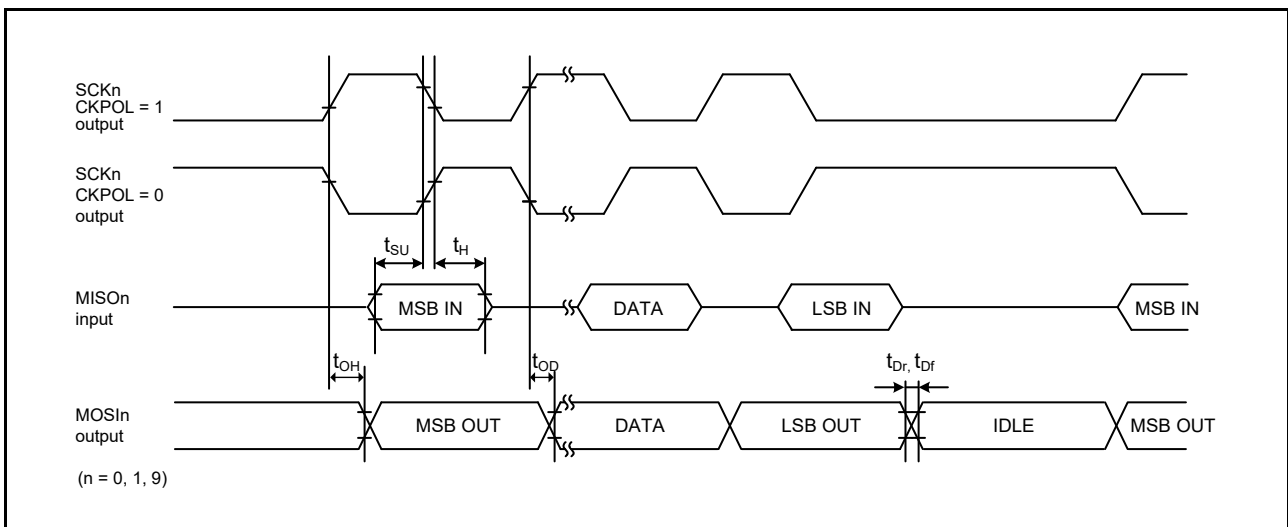 SCKn
CKPOL = 1
output
SCKn
CKPOL = 0
output
tSU
tH
MISOn
input
MSB IN
DATA
LSB IN
MSB IN
tOH
tOD
tDr, tDf
MOSIn
output
MSB OUT
DATA
LSB OUT
IDLE
MSB OUT
(n = 0, 1, 9)